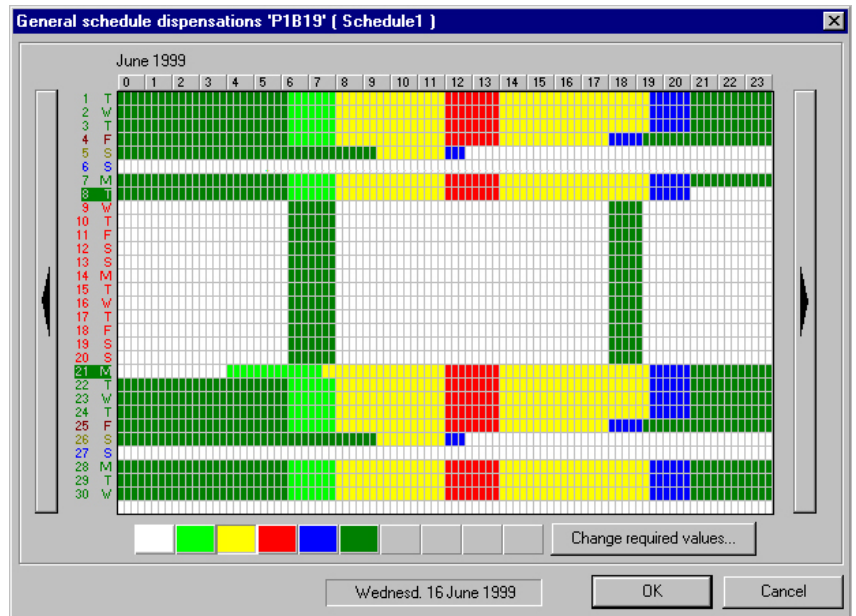 General schedule dispensations 'P1B19' ( Schedule1 )
June 1999
0 1 2 3 4 5 6 7 8 9 10 11 12 13 14 15 16 17 18 19 20 21 22 23
1 T
2 W
3 T
4 F
5 S
6 S
7 M
8 T
9 W
10 T
11 F
12 S
13 S
14 M
15 T
16 W
17 T
18 F
19 S
20 S
21 M
22 T
23 W
24 T
25 F
26 S
27 S
28 M
29 T
30 W
Change required values...
Wednesd. 16 June 1999
OK
Cancel